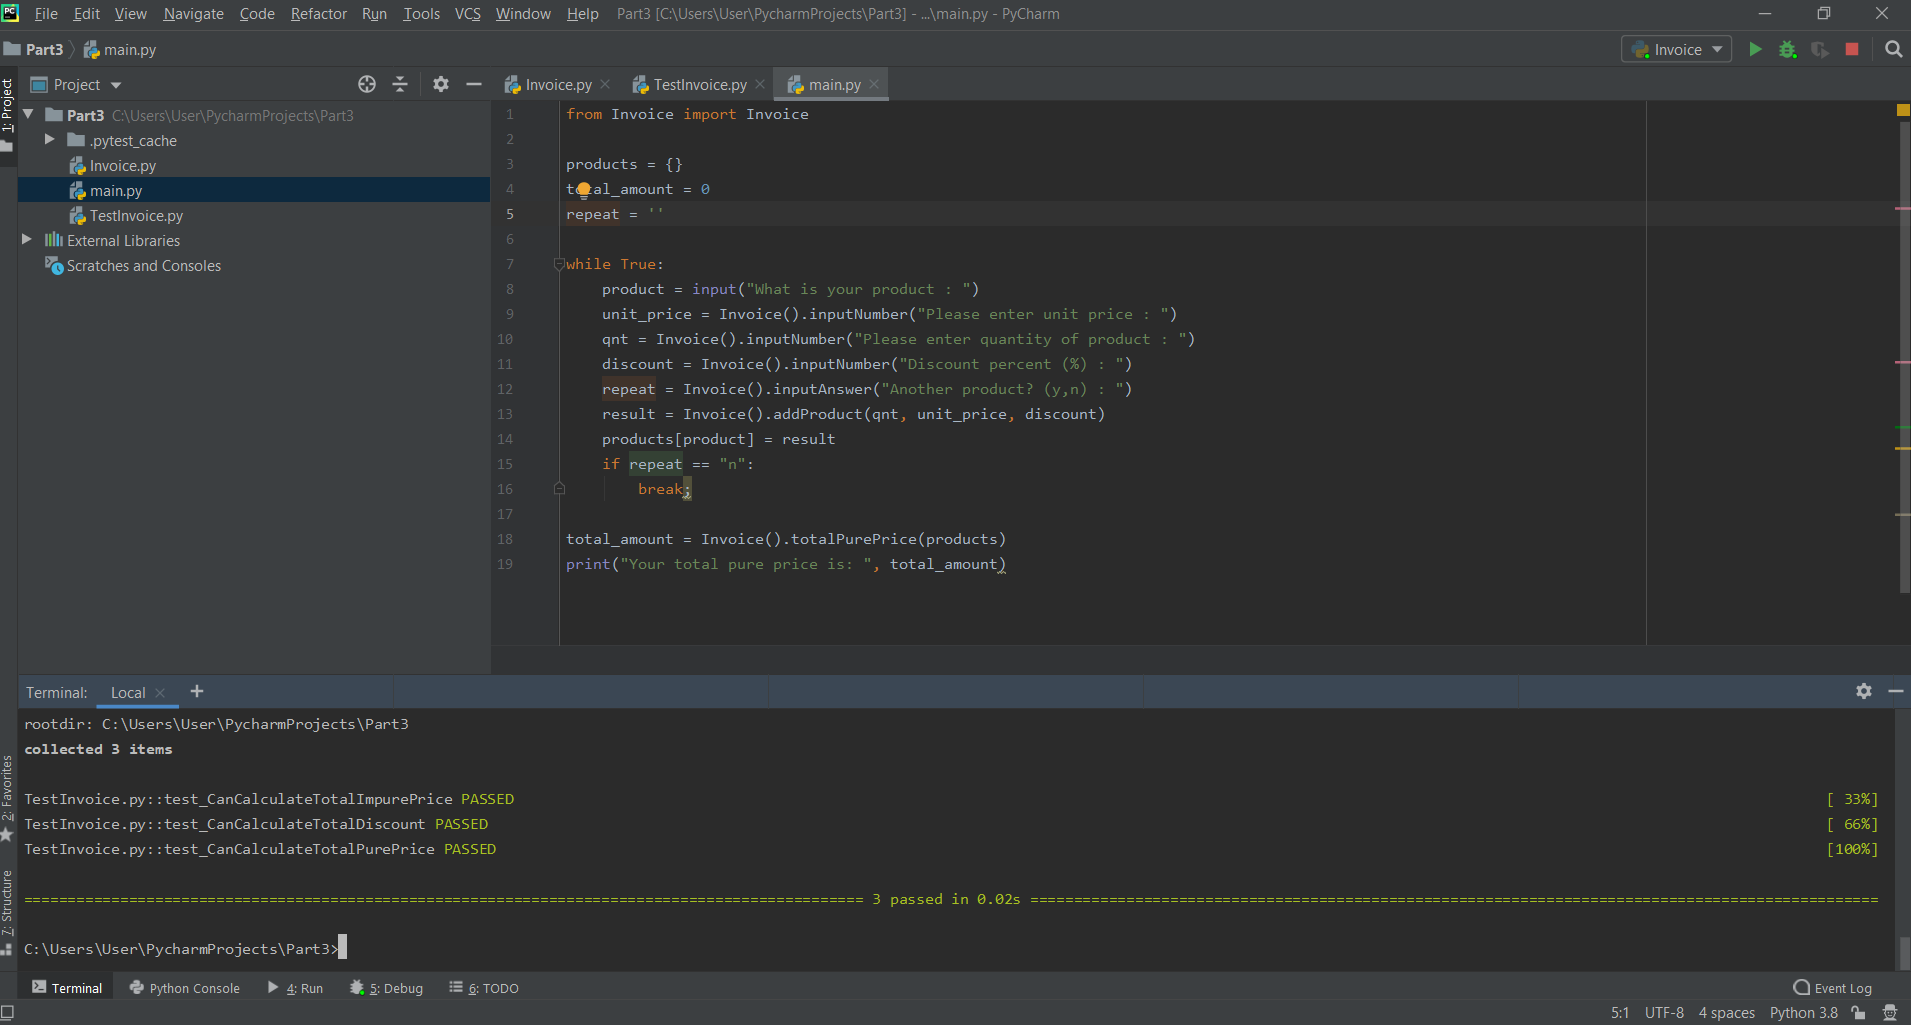 PC File Edit View Navigate Code Refactor Run Tools VCS Window Help Part3 [C:\Users\User\PycharmProjects\Part3] - ...\main.py - PyCharm
Part3 main.py Invoice
1: Project
Project
Invoice.py TestInvoice.py main.py
Part3 C:\Users\User\PycharmProjects\Part3
.pytest_cache
Invoice.py
main.py
TestInvoice.py
External Libraries
Scratches and Consoles
1 from Invoice import Invoice
2
3 products = {}
4 total_amount = 0
5 repeat = ''
6
7 while True:
8 product = input("What is your product : ")
9 unit_price = Invoice().inputNumber("Please enter unit price : ")
10 qnt = Invoice().inputNumber("Please enter quantity of product : ")
11 discount = Invoice().inputNumber("Discount percent (%) : ")
12 repeat = Invoice().inputAnswer("Another product? (y,n) : ")
13 result = Invoice().addProduct(qnt, unit_price, discount)
14 products[product] = result
15 if repeat == "n":
16 break;
17
18 total_amount = Invoice().totalPurePrice(products)
19 print("Your total pure price is: ", total_amount)
Terminal: Local +
rootdir: C:\Users\User\PycharmProjects\Part3
collected 3 items
TestInvoice.py::test_CanCalculateTotalImpurePrice PASSED [ 33%]
TestInvoice.py::test_CanCalculateTotalDiscount PASSED [ 66%]
TestInvoice.py::test_CanCalculateTotalPurePrice PASSED [100%]
3 passed in 0.02s
C:\Users\User\PycharmProjects\Part3>
2: Favorites
7: Structure
Terminal Python Console 4: Run 5: Debug 6: TODO Event Log
5:1 UTF-8 4 spaces Python 3.8